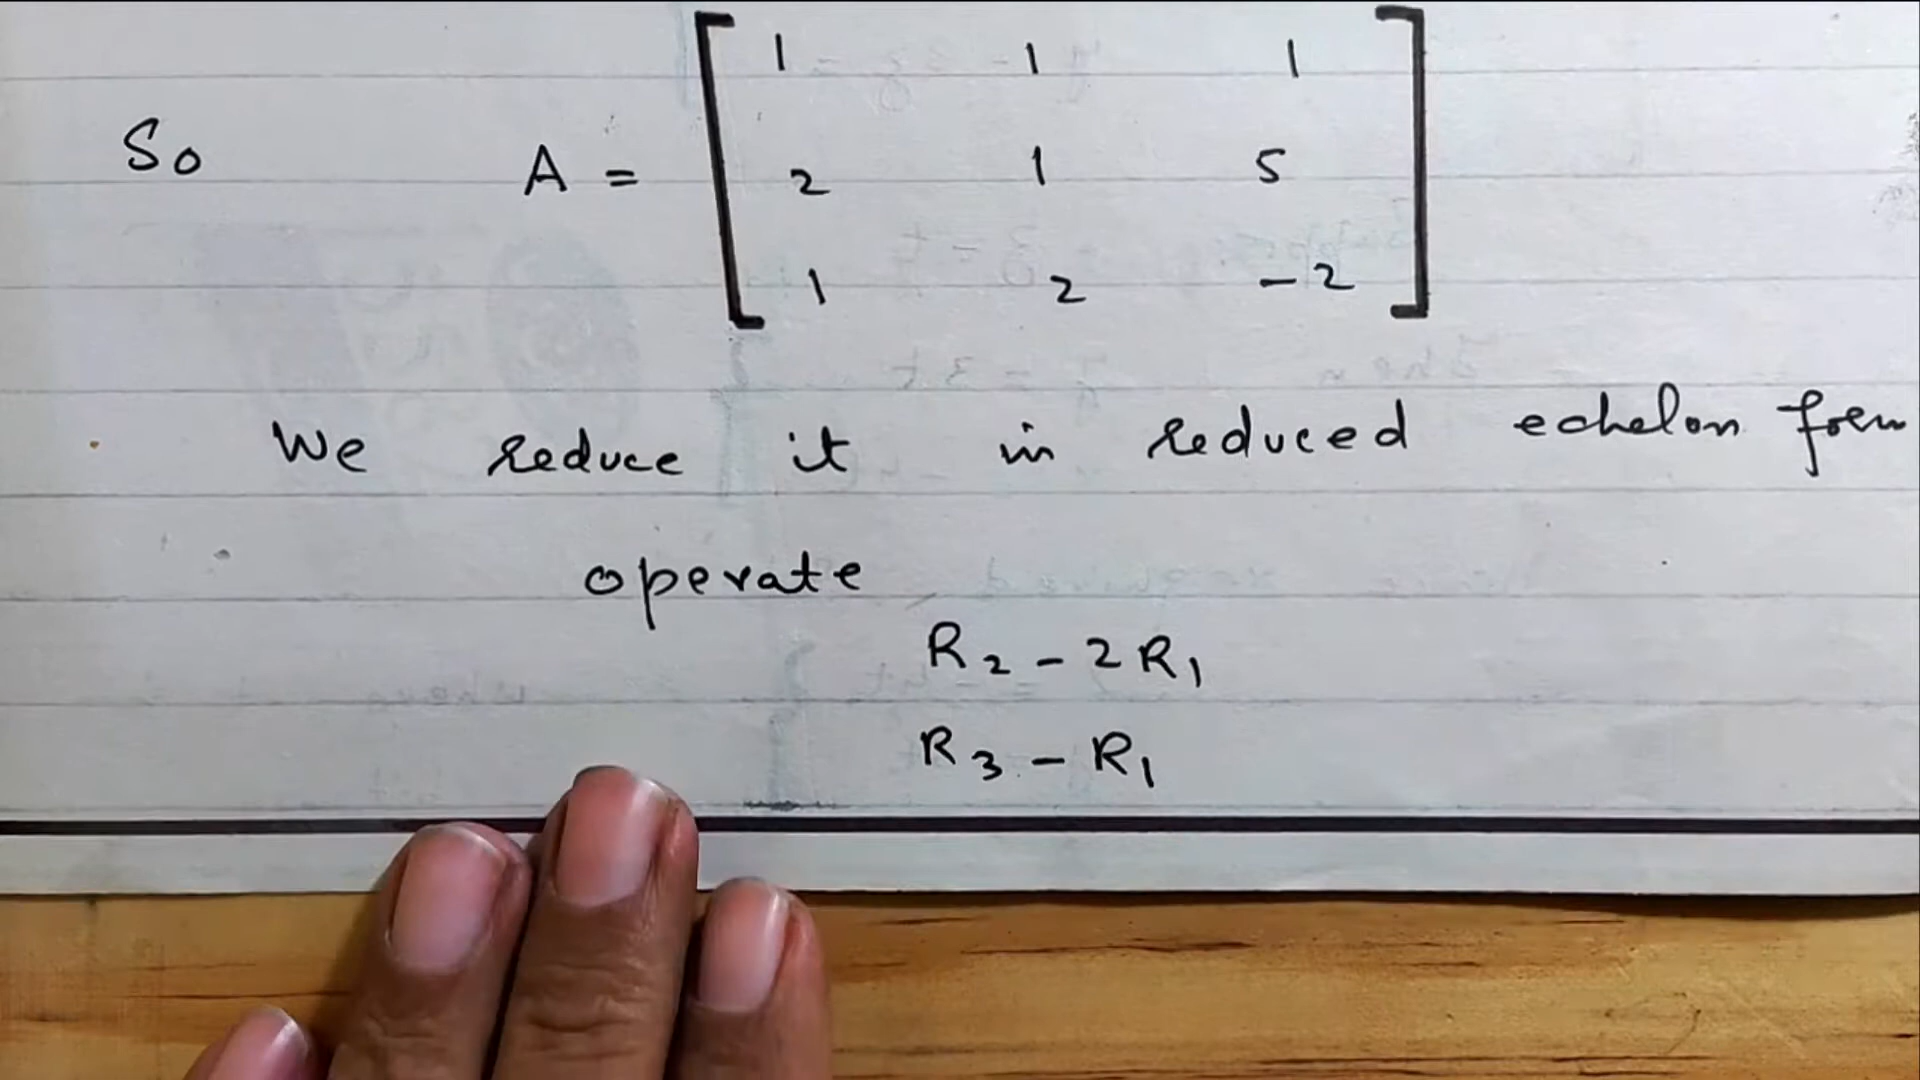 1 1 1
So A = 2 1 5
1 2 -2
We reduce it in reduced echelon form
operate
R2 - 2R1
R3 - R1